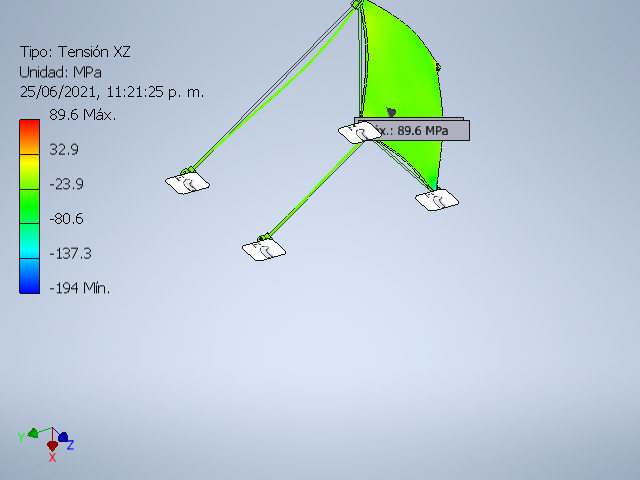 Tipo: Tensión XZ
Unidad: MPa
25/06/2021, 11:21:25 p. m.
89.6 Máx.
32.9
-23.9
-80.6
-137.3
-194 Mín.
89.6 MPa
Y
Z
X